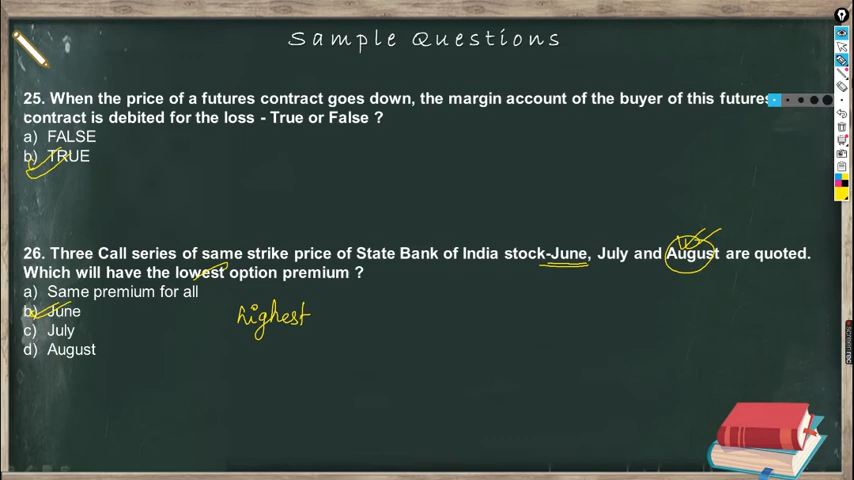 Sample Questions
25. When the price of a futures contract goes down, the margin account of the buyer of this futures
contract is debited for the loss - True or False ?
a) FALSE
b) TRUE
26. Three Call series of same strike price of State Bank of India stock-June, July and August are quoted.
Which will have the lowest option premium ?
a) Same premium for all
b) June
c) July
d) August
highest